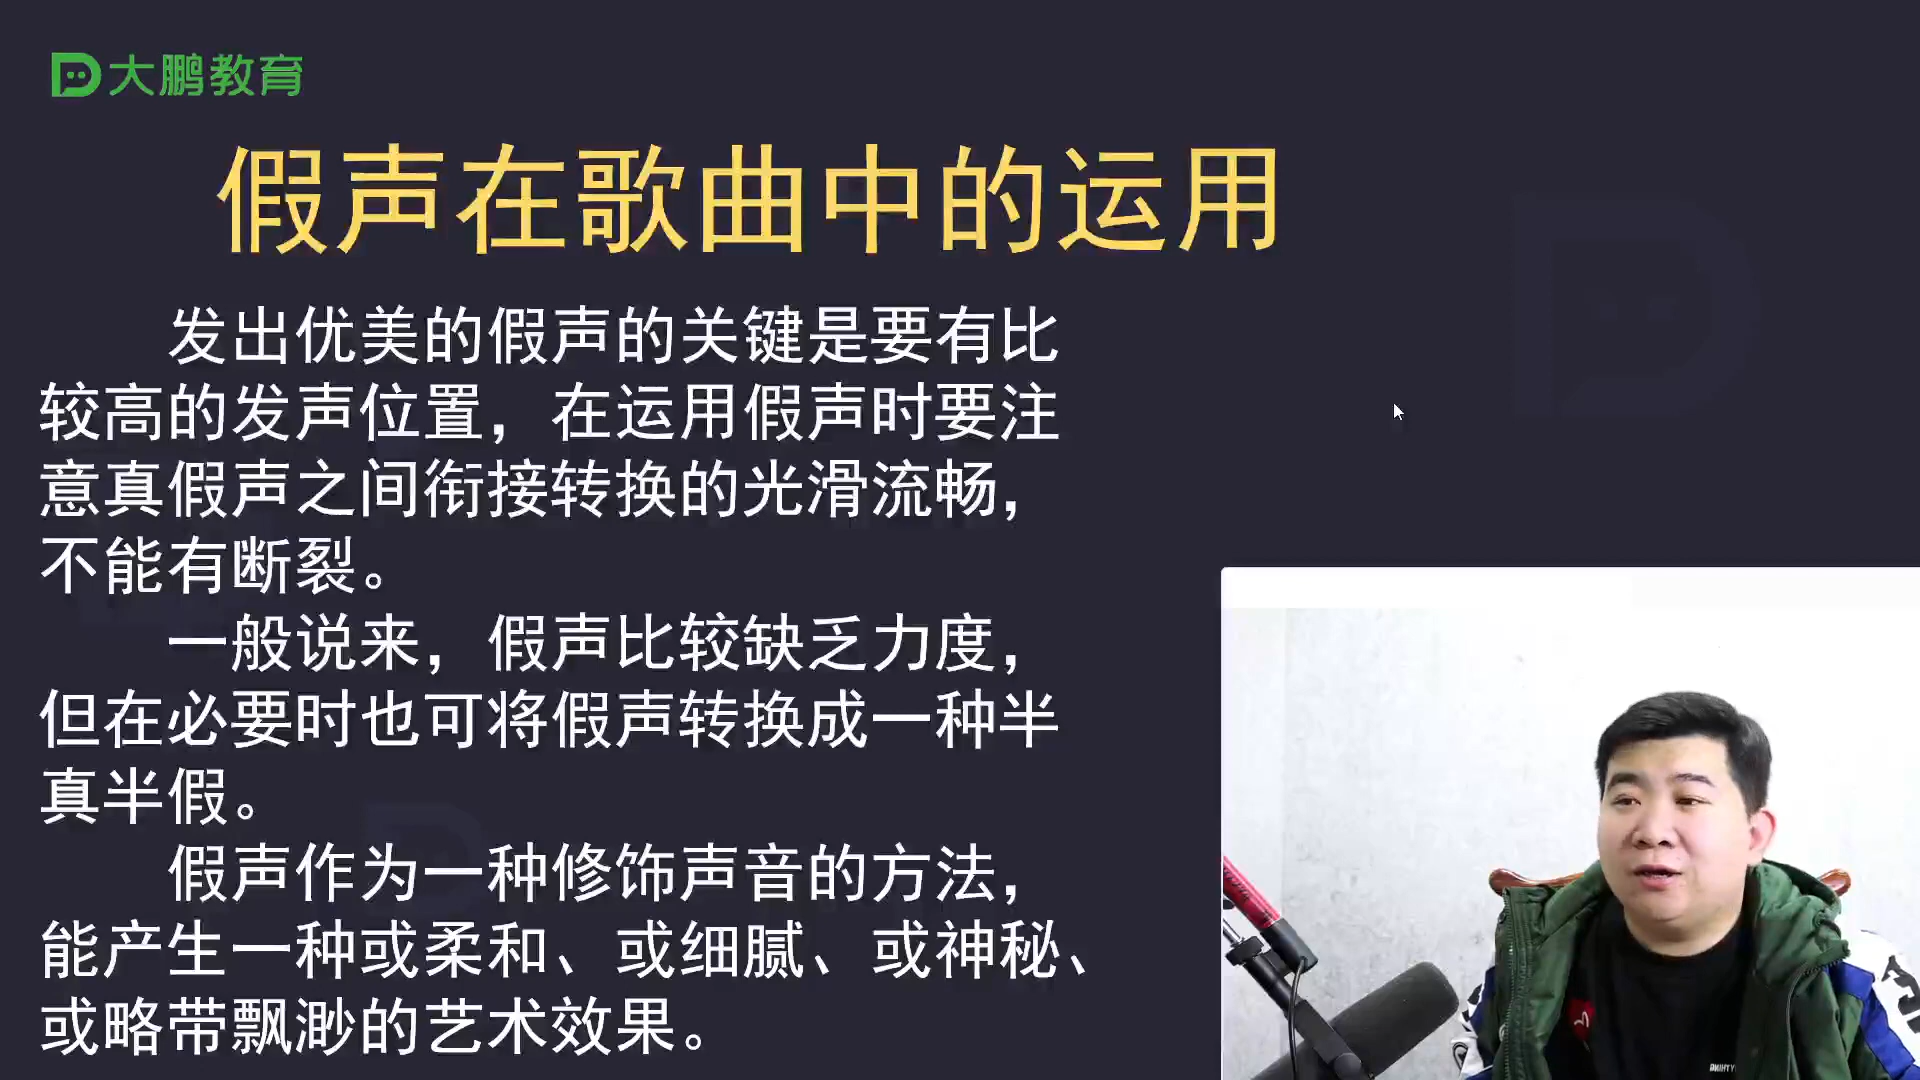 大鹏教育
假声在歌曲中的运用
发出优美的假声的关键是要有比
较高的发声位置，在运用假声时要注
意真假声之间衔接转换的光滑流畅，
不能有断裂。
一般说来，假声比较缺乏力度，
但在必要时也可将假声转换成一种半
真半假。
假声作为一种修饰声音的方法，
能产生一种或柔和、或细腻、或神秘、
或略带飘渺的艺术效果。